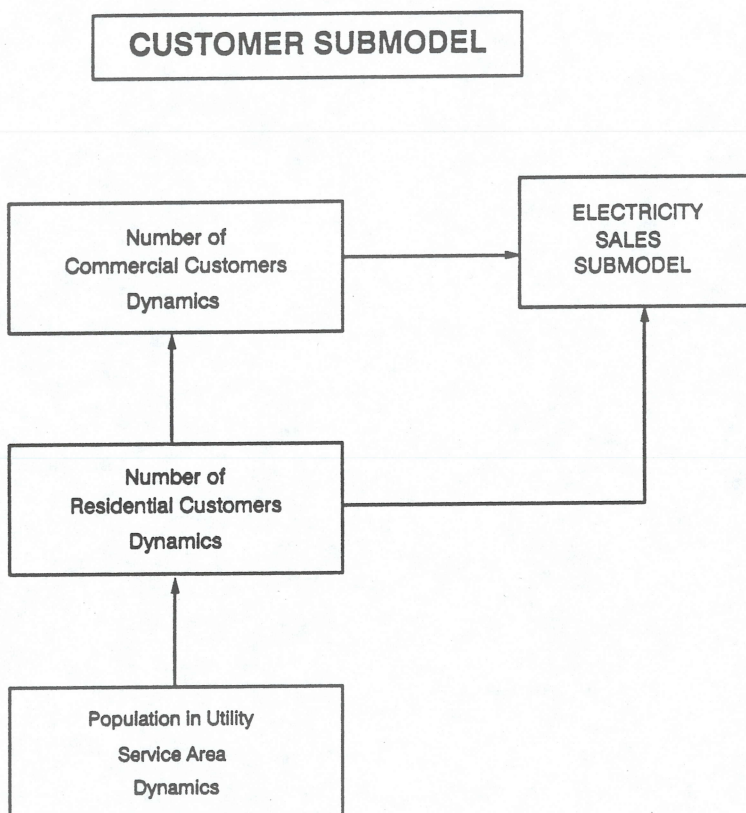 CUSTOMER SUBMODEL
Number of
Commercial Customers
Dynamics
ELECTRICITY
SALES
SUBMODEL
Number of
Residential Customers
Dynamics
Population in Utility
Service Area
Dynamics